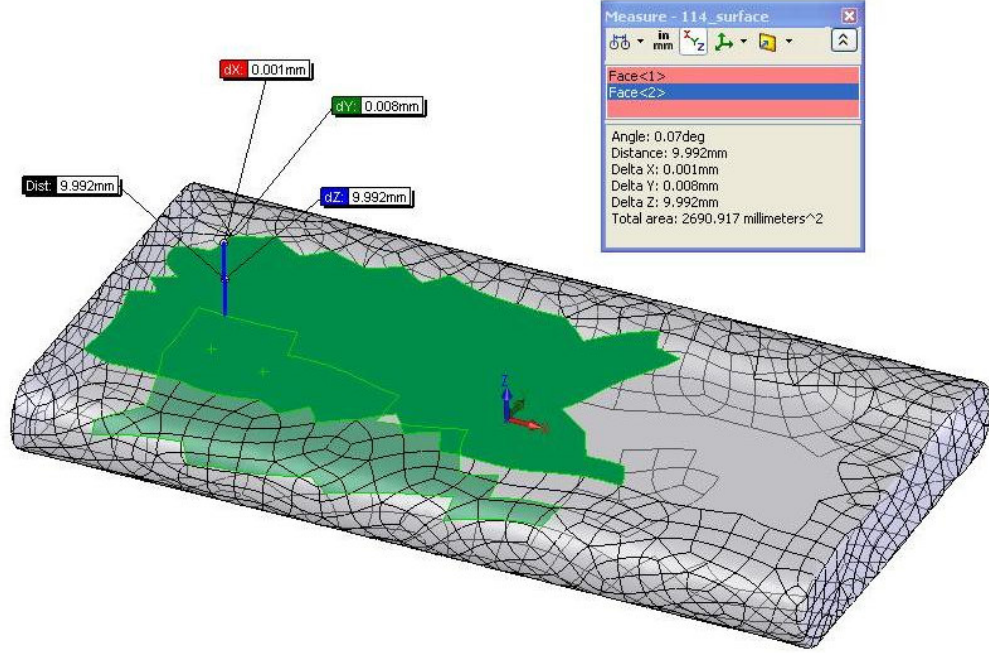 Measure - 114_surface
in
mm
X Y Z
Face<1>
Face<2>
Angle: 0.07deg
Distance: 9.992mm
Delta X: 0.001mm
Delta Y: 0.008mm
Delta Z: 9.992mm
Total area: 2690.917 millimeters^2
dX: 0.001mm
dY: 0.008mm
Dist: 9.992mm
dZ: 9.992mm
Z